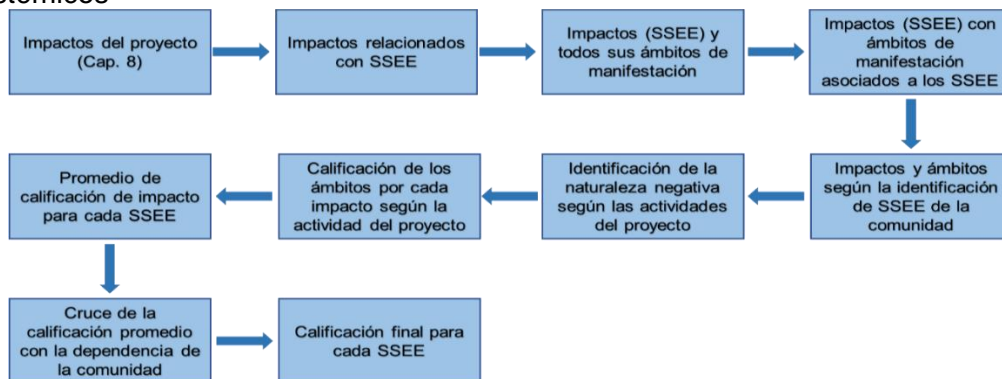 Impactos del proyecto
(Cap. 8)
Impactos relacionados
con SSEE
Impactos (SSEE) y
todos sus ámbitos de
manifestación
Impactos (SSEE) con
ámbitos de
manifestación
asociados a los SSEE
Impactos y ámbitos
según la identificación
de SSEE de la
comunidad
Identificación de la
naturaleza negativa
según las actividades
del proyecto
Calificación de los
ámbitos por cada
impacto según la
actividad del proyecto
Promedio de
calificación de impacto
para cada SSEE
Cruce de la
calificación promedio
con la dependencia de
la comunidad
Calificación final para
cada SSEE